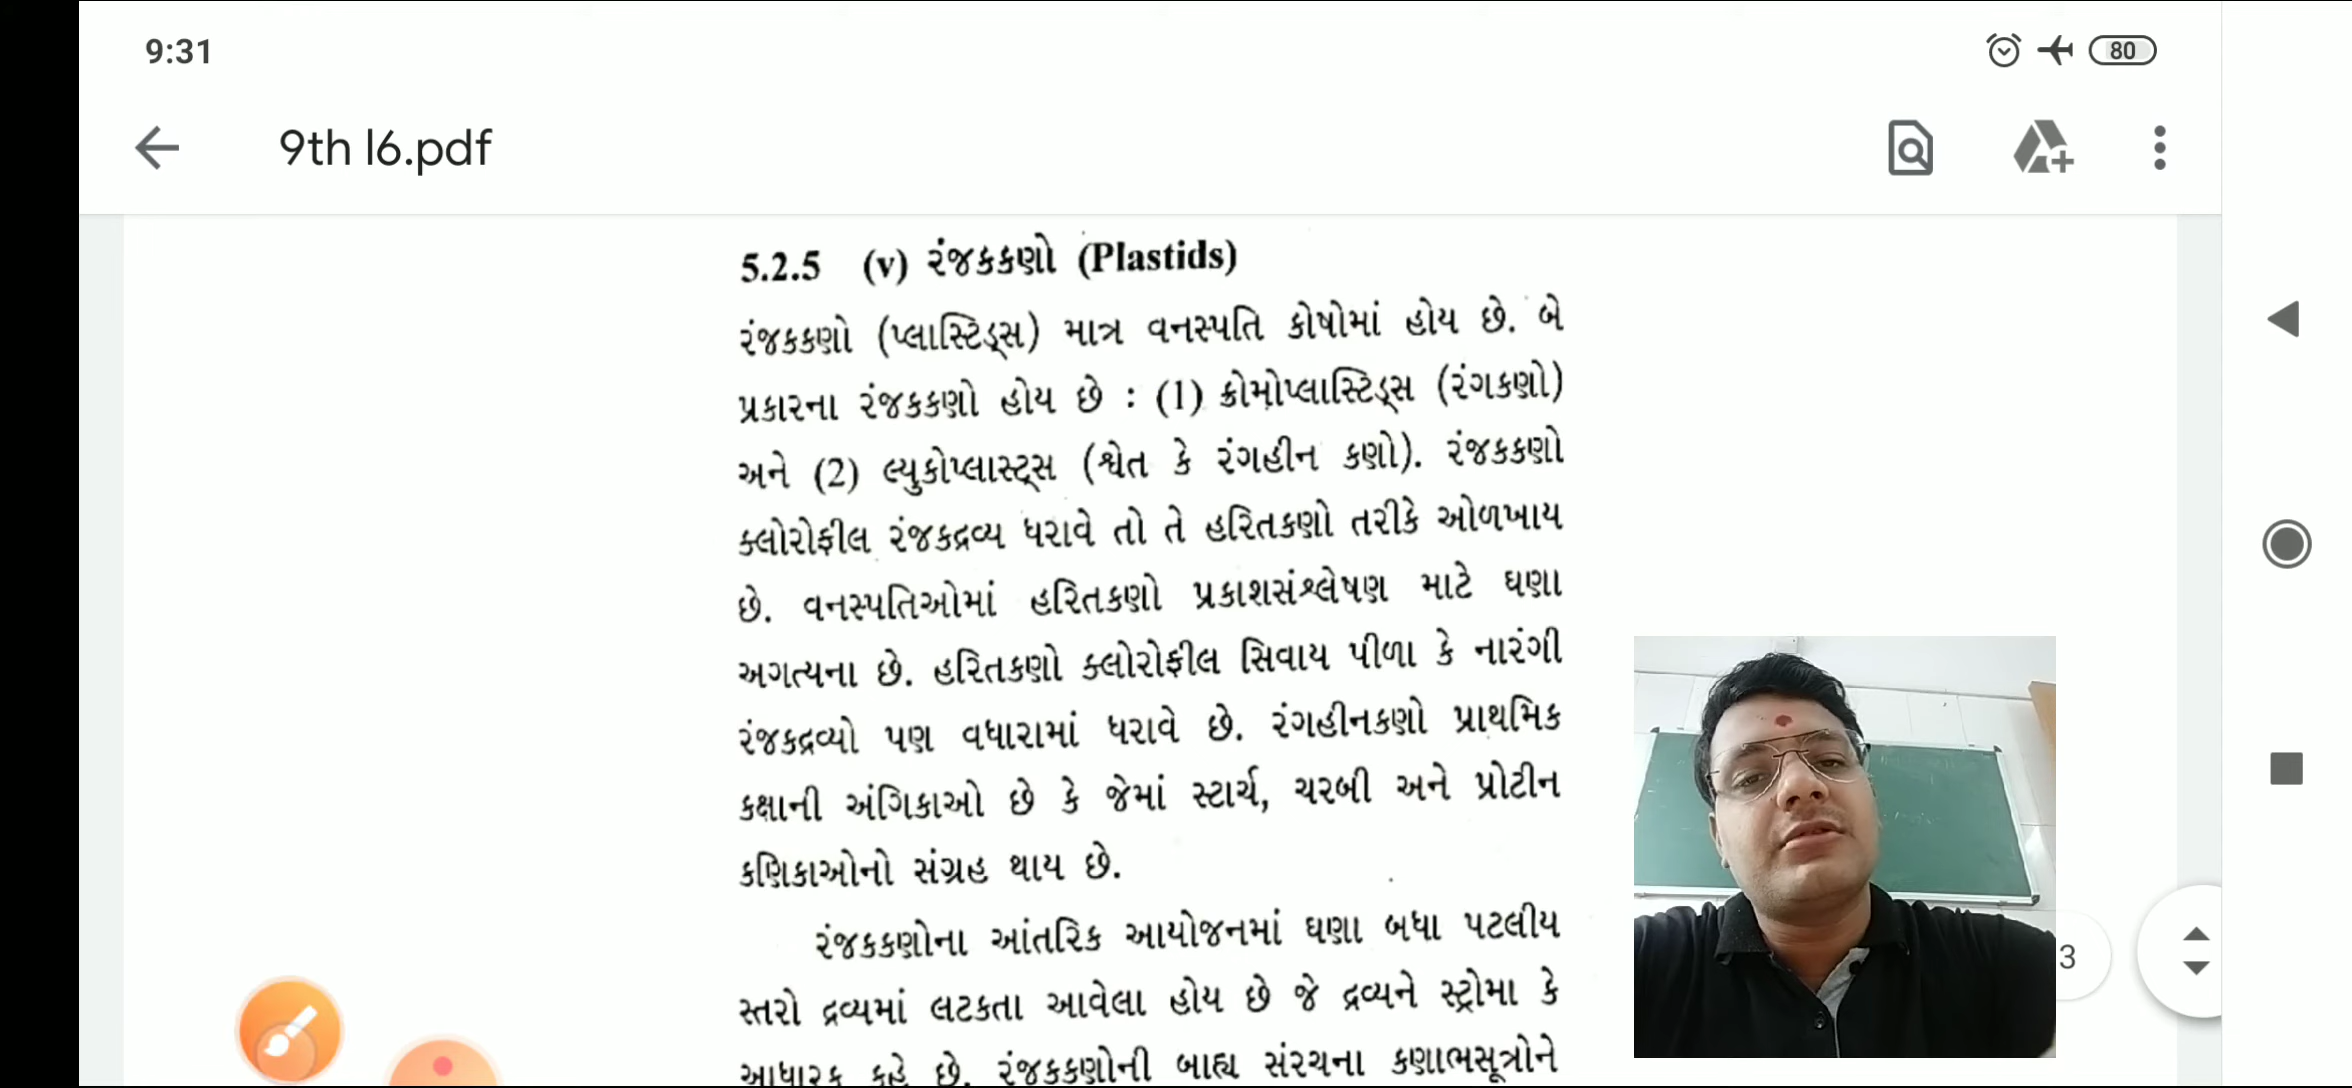 9:31
80
9th l6.pdf
5.2.5 (v) રંજકકણો (Plastids)
રંજકકણો (પ્લાસ્ટિડ્સ) માત્ર વનસ્પતિ કોષોમાં હોય છે. બે
પ્રકારના રંજકકણો હોય છે : (1) ક્રોમોપ્લાસ્ટિડ્સ (રંગકણો)
અને (2) લ્યુકોપ્લાસ્ટ્સ (શ્વેત કે રંગહીન કણો). રંજકકણો
ક્લોરોફીલ રંજકદ્રવ્ય ધરાવે તો તે હરિતકણો તરીકે ઓળખાય
છે. વનસ્પતિઓમાં હરિતકણો પ્રકાશસંશ્લેષણ માટે ઘણા
અગત્યના છે. હરિતકણો ક્લોરોફીલ સિવાય પીળા કે નારંગી
રંજકદ્રવ્યો પણ વધારામાં ધરાવે છે. રંગહીનકણો પ્રાથમિક
કક્ષાની અંગિકાઓ છે કે જેમાં સ્ટાર્ચ, ચરબી અને પ્રોટીન
કણિકાઓનો સંગ્રહ થાય છે.
રંજકકણોના આંતરિક આયોજનમાં ઘણા બધા પટલીય
સ્તરો દ્રવ્યમાં લટકતા આવેલા હોય છે જે દ્રવ્યને સ્ટ્રોમા કે
આધારક કહે છે. રંજકકણોની બાહ્ય સંરચના કણાભસૂત્રોને
3